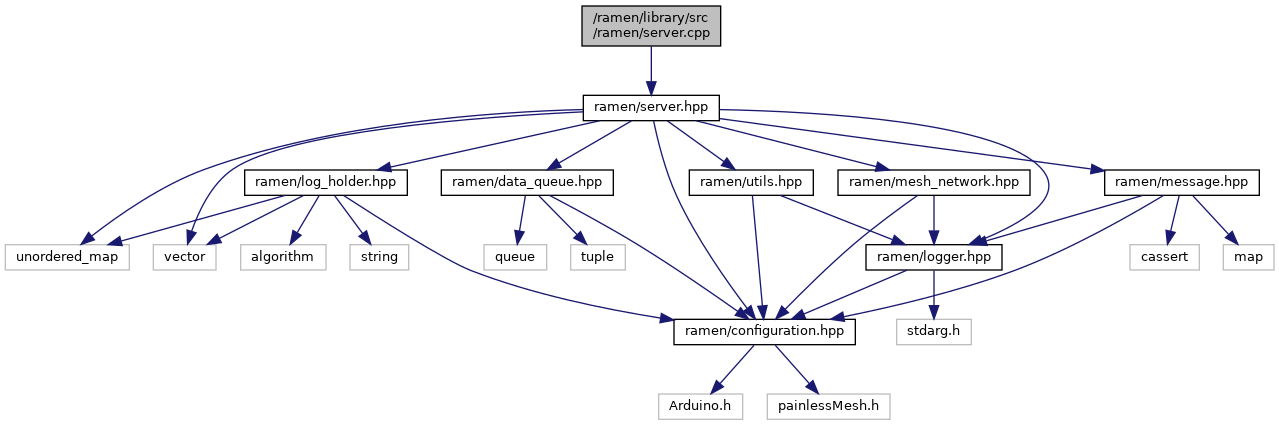 /ramen/library/src
/ramen/server.cpp
ramen/server.hpp
ramen/log_holder.hpp
ramen/data_queue.hpp
ramen/utils.hpp
ramen/mesh_network.hpp
ramen/message.hpp
unordered_map
vector
algorithm
string
queue
tuple
ramen/logger.hpp
cassert
map
ramen/configuration.hpp
stdarg.h
Arduino.h
painlessMesh.h